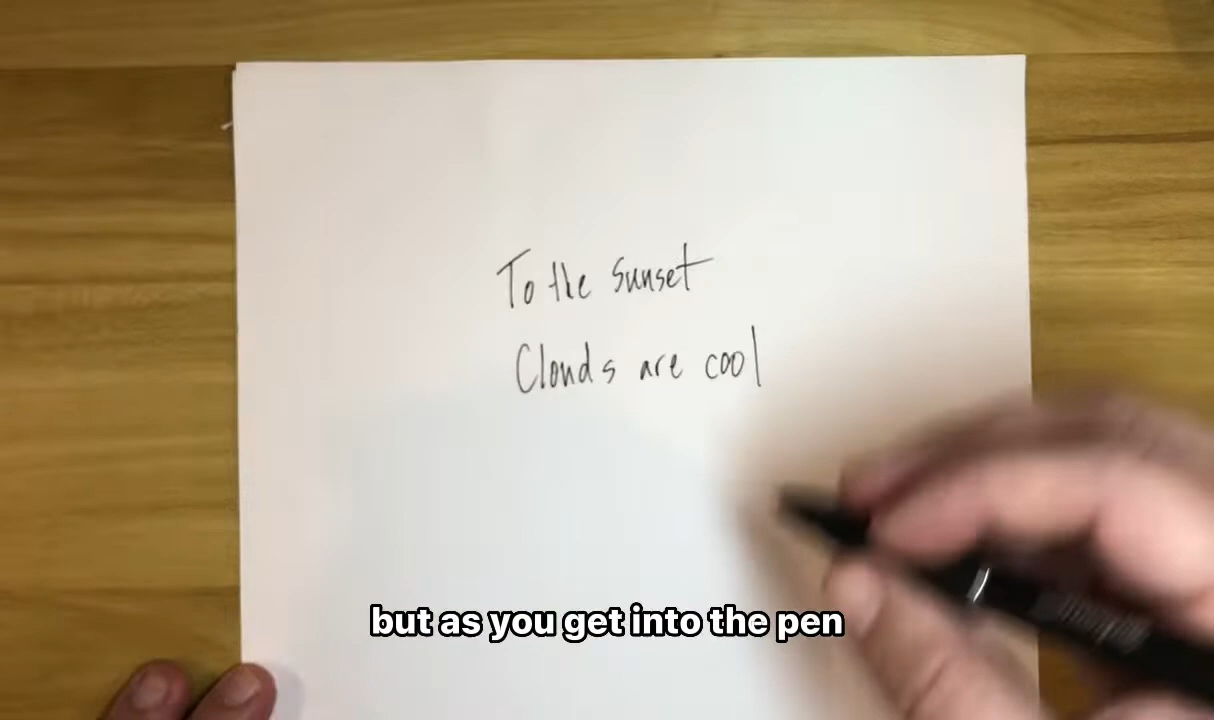 To the Sunset
Clouds are cool
but as you get into the pen